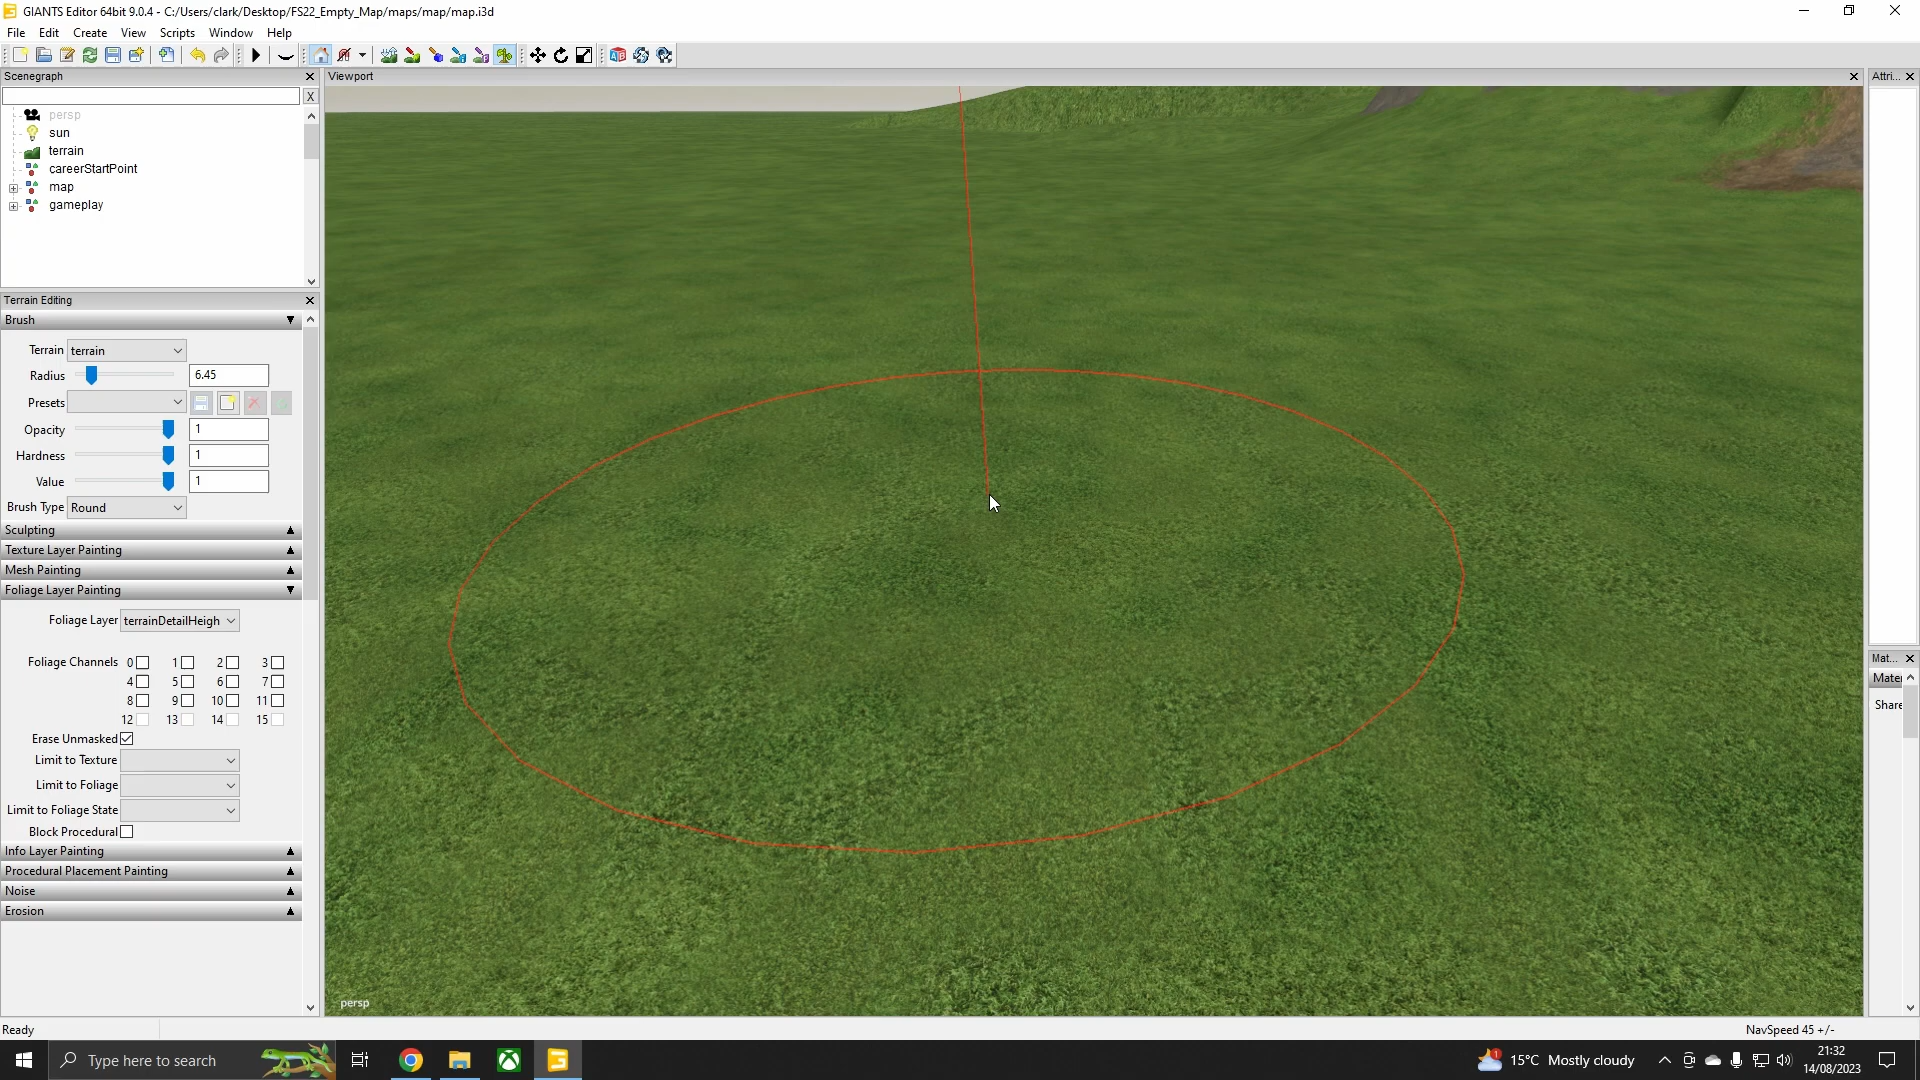 GIANTS Editor 64bit 9.0.4 - C:/Users/clark/Desktop/FS22_Empty_Map/maps/map/map.i3d
File Edit Create View Scripts Window Help
Scenegraph
Viewport
Attri...
X
persp
sun
terrain
careerStartPoint
map
gameplay
Terrain Editing
Brush
Terrain terrain
Radius 6.45
Presets
Opacity 1
Hardness 1
Value 1
Brush Type Round
Sculpting
Texture Layer Painting
Mesh Painting
Foliage Layer Painting
Foliage Layer terrainDetailHeigh
Foliage Channels 0 1 2 3
4 5 6 7
8 9 10 11
12 13 14 15
Erase Unmasked
Limit to Texture
Limit to Foliage
Limit to Foliage State
Block Procedural
Info Layer Painting
Procedural Placement Painting
Noise
Erosion
Mat...
Mater
Share
persp
Ready
NavSpeed 45 +/-
Type here to search
1
15°C Mostly cloudy
21:32
14/08/2023